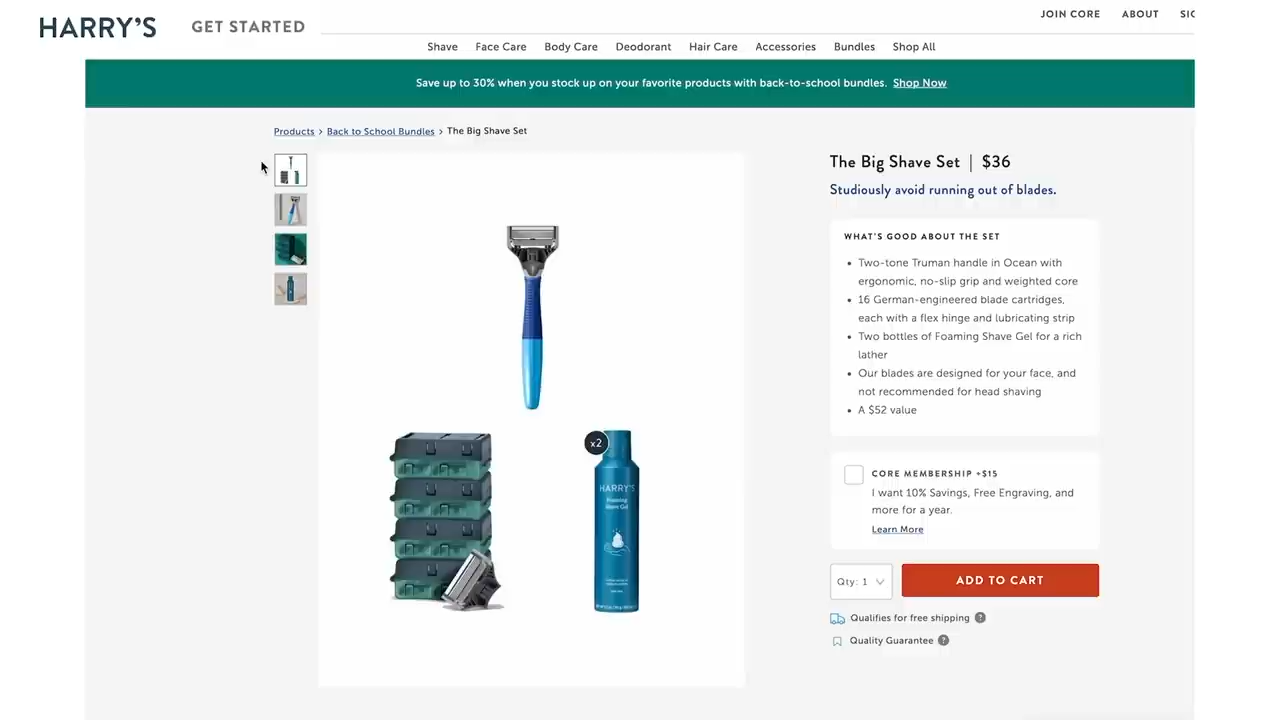 HARRY'S
GET STARTED
JOIN CORE ABOUT
Shave Face Care Body Care Deodorant Hair Care Accessories Bundles Shop All
Save up to 30% when you stock up on your favorite products with back-to-school bundles. Shop Now
Products > Back to School Bundles > The Big Shave Set
The Big Shave Set | $36
Studiously avoid running out of blades.
WHAT'S GOOD ABOUT THE SET
• Two-tone Truman handle in Ocean with
ergonomic, no-slip grip and weighted core
• 16 German-engineered blade cartridges,
each with a flex hinge and lubricating strip
• Two bottles of Foaming Shave Gel for a rich
lather
• Our blades are designed for your face, and
not recommended for head shaving
• A $52 value
x2
HARRY'S
Foaming
Shave Gel
CORE MEMBERSHIP +$15
I want 10% Savings, Free Engraving, and
more for a year.
Learn More
Qty: 1
ADD TO CART
Qualifies for free shipping ?
Quality Guarantee ?